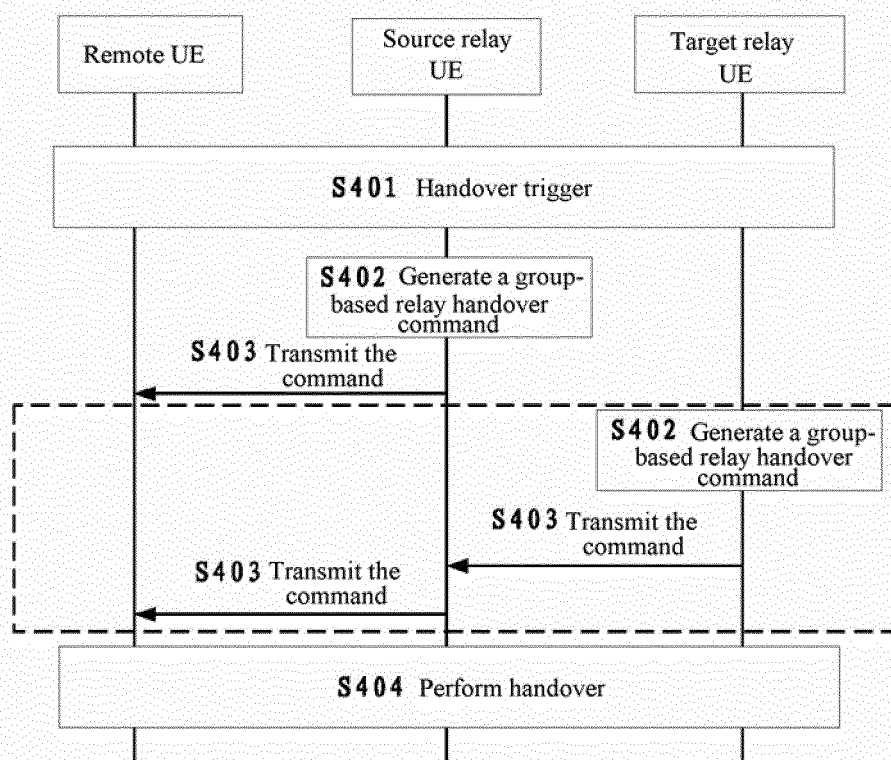 Remote UE
Source relay
UE
Target relay
UE
S401 Handover trigger
S402 Generate a group-
based relay handover
command
S403 Transmit the
command
S402 Generate a group-
based relay handover
command
S403 Transmit the
command
S403 Transmit the
command
S404 Perform handover